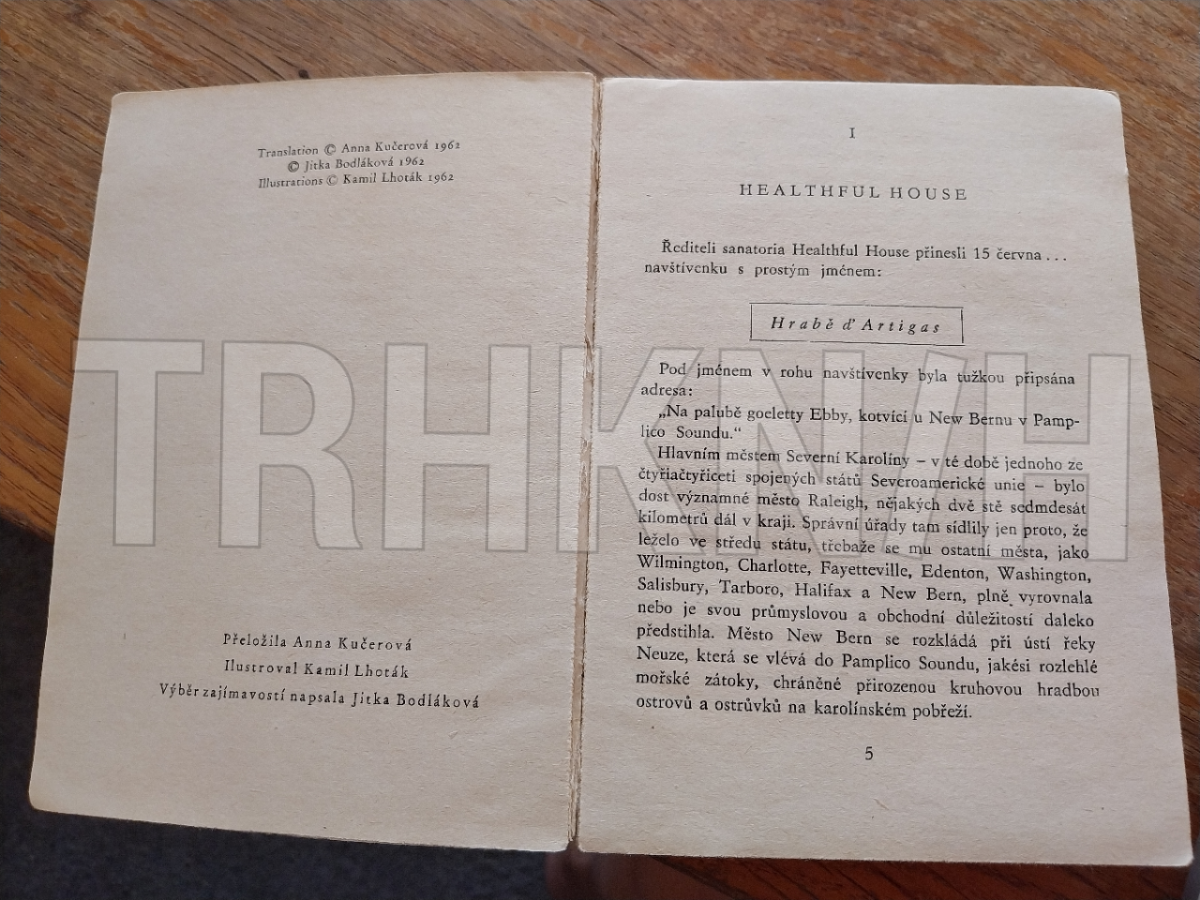 Translation © Anna Kučerová 1962
© Jitka Bodláková 1962
Illustrations © Kamil Lhoták 1962
Přeložila Anna Kučerová
Ilustroval Kamil Lhoták
Výběr zajímavostí napsala Jitka Bodláková
I
HEALTHFUL HOUSE
Řediteli sanatoria Healthful House přinesli 15 června...
navštívenku s prostým jménem:
Hrabě d'Artigas
Pod jménem v rohu navštívenky byla tužkou připsána
adresa:
„Na palubě goeletty Ebby, kotvící u New Bernu v Pamp-
lico Soundu.“
Hlavním městem Severní Karolíny – v té době jednoho ze
čtyřiačtyřiceti spojených států Severoamerické unie – bylo
dost významné město Raleigh, nějakých dvě stě sedmdesát
kilometrů dál v kraji. Správní úřady tam sídlily jen proto, že
leželo ve středu státu, třebaže se mu ostatní města, jako
Wilmington, Charlotte, Fayetteville, Edenton, Washington,
Salisbury, Tarboro, Halifax a New Bern, plně vyrovnala
nebo je svou průmyslovou a obchodní důležitostí daleko
předstihla. Město New Bern se rozkládá při ústí řeky
Neuze, která se vlévá do Pamplico Soundu, jakési rozlehlé
mořské zátoky, chráněné přirozenou kruhovou hradbou
ostrovů a ostrůvků na karolínském pobřeží.
5
TRHKNIH